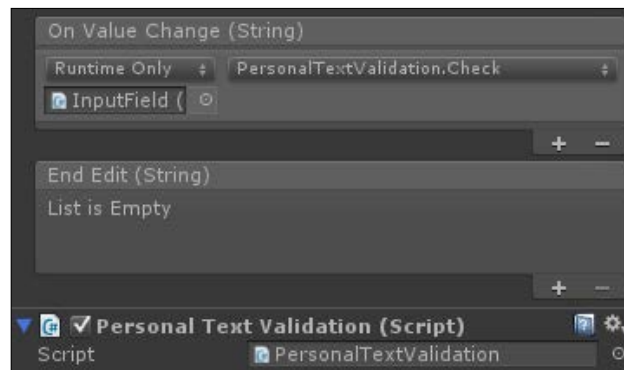 On Value Change (String)
Runtime Only PersonalTextValidation.Check
InputField (
+ −
End Edit (String)
List is Empty
+ −
Personal Text Validation (Script)
Script PersonalTextValidation